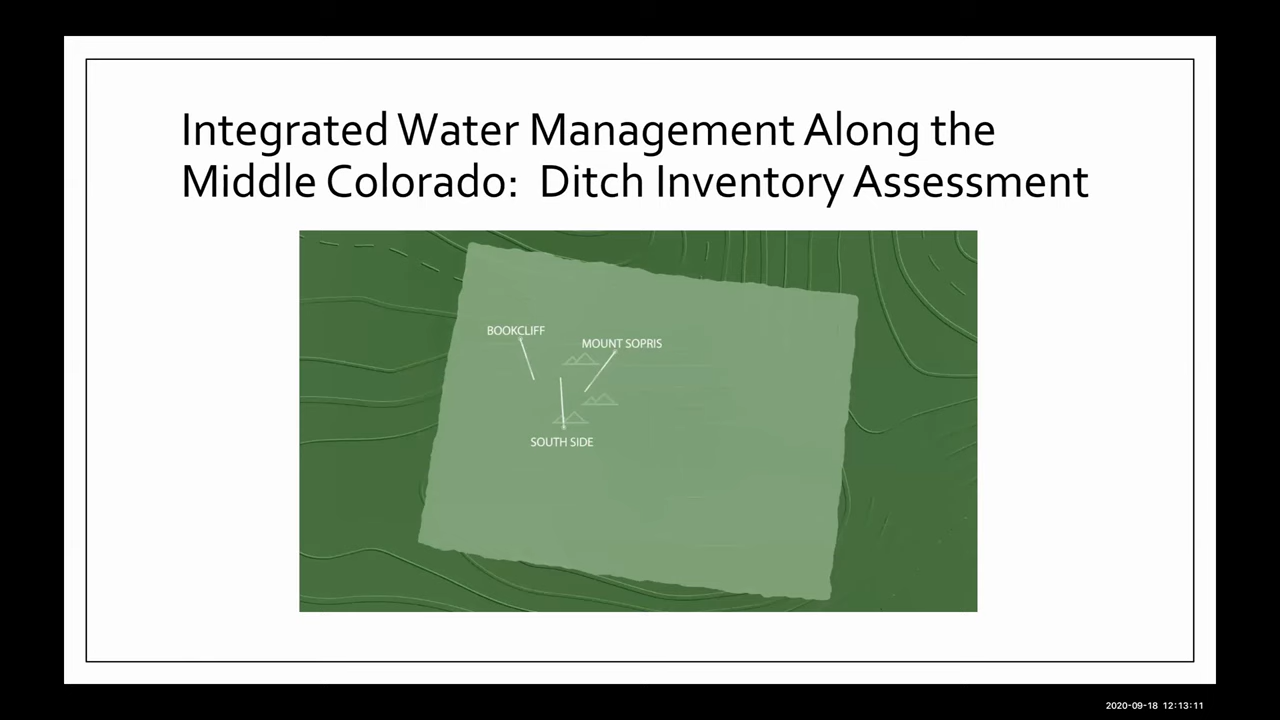 Integrated Water Management Along the
Middle Colorado: Ditch Inventory Assessment
BOOKCLIFF
MOUNT SOPRIS
SOUTH SIDE
2020-09-18 12:13:11